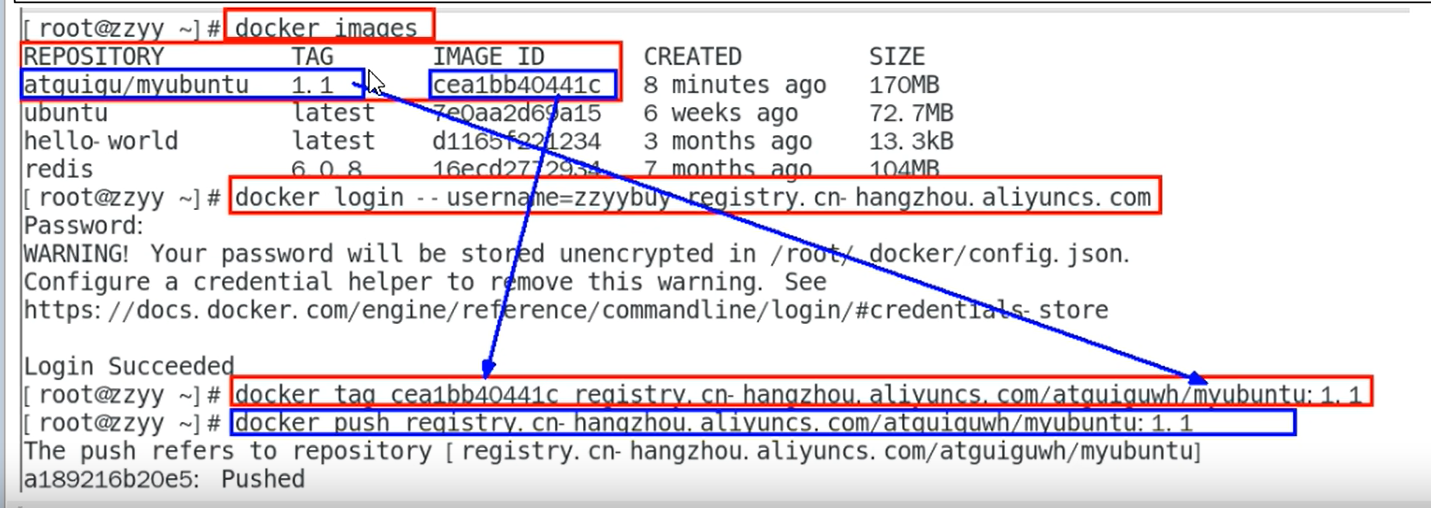 [root@zzyy ~]# docker images
REPOSITORY TAG IMAGE ID CREATED SIZE
atguigu/myubuntu 1.1 cea1bb40441c 8 minutes ago 170MB
ubuntu latest 7e0aa2d69a15 6 weeks ago 72.7MB
hello-world latest d1165f221234 3 months ago 13.3kB
redis 6.0.8 16ecd2772934 7 months ago 104MB
[root@zzyy ~]# docker login --username=zzyybuy registry.cn-hangzhou.aliyuncs.com
Password:
WARNING! Your password will be stored unencrypted in /root/.docker/config.json.
Configure a credential helper to remove this warning. See
https://docs.docker.com/engine/reference/commandline/login/#credentials-store
Login Succeeded
[root@zzyy ~]# docker tag cea1bb40441c registry.cn-hangzhou.aliyuncs.com/atguiguwh/myubuntu:1.1
[root@zzyy ~]# docker push registry.cn-hangzhou.aliyuncs.com/atguiguwh/myubuntu:1.1
The push refers to repository [registry.cn-hangzhou.aliyuncs.com/atguiguwh/myubuntu]
a189216b20e5: Pushed